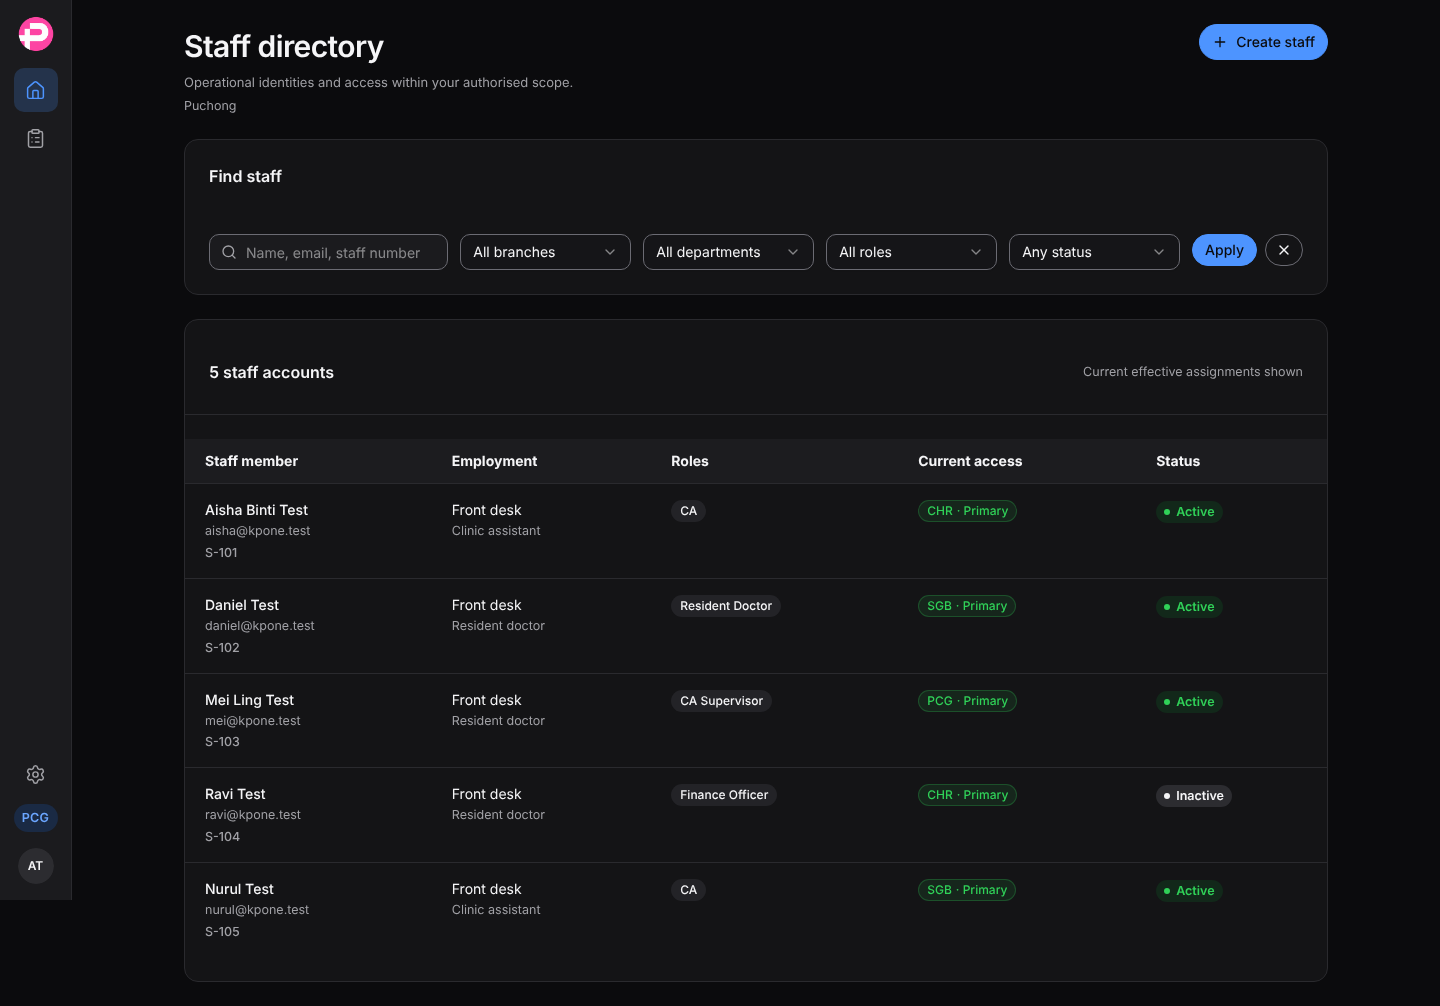 Staff directory
+ Create staff
Operational identities and access within your authorised scope.
Puchong
Find staff
Name, email, staff number
All branches
All departments
All roles
Any status
Apply
5 staff accounts
Current effective assignments shown
Staff member Employment Roles Current access Status
Aisha Binti Test Front desk CA CHR · Primary Active
aisha@kpone.test Clinic assistant
S-101
Daniel Test Front desk Resident Doctor SGB · Primary Active
daniel@kpone.test Resident doctor
S-102
Mei Ling Test Front desk CA Supervisor PCG · Primary Active
mei@kpone.test Resident doctor
S-103
Ravi Test Front desk Finance Officer CHR · Primary Inactive
ravi@kpone.test Resident doctor
S-104
Nurul Test Front desk CA SGB · Primary Active
nurul@kpone.test Clinic assistant
S-105
PCG
AT